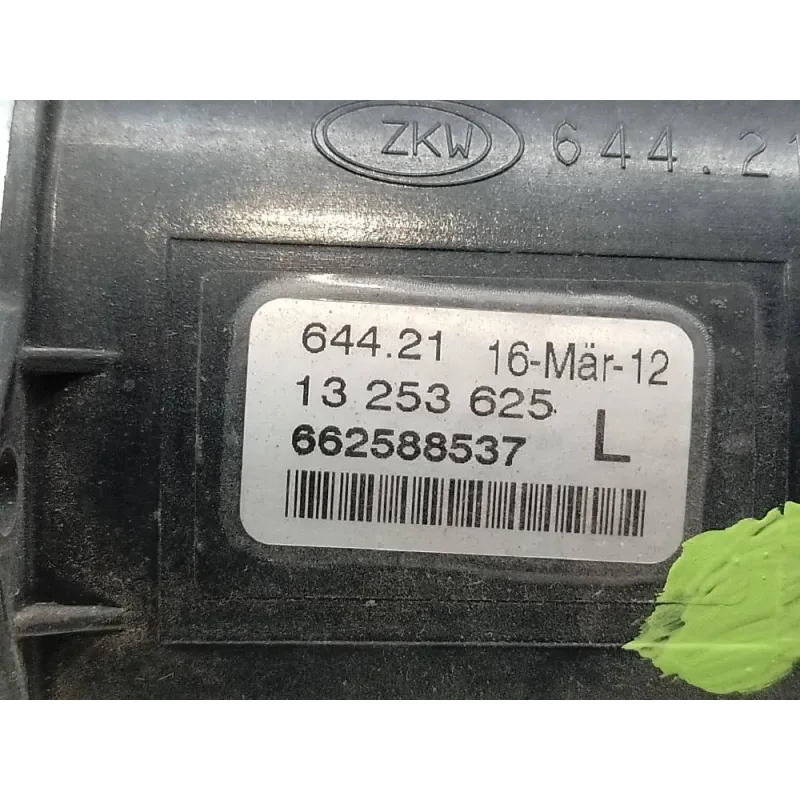 ZKW 644.21
644.21 16-Mär-12
13 253 625
662588537 L